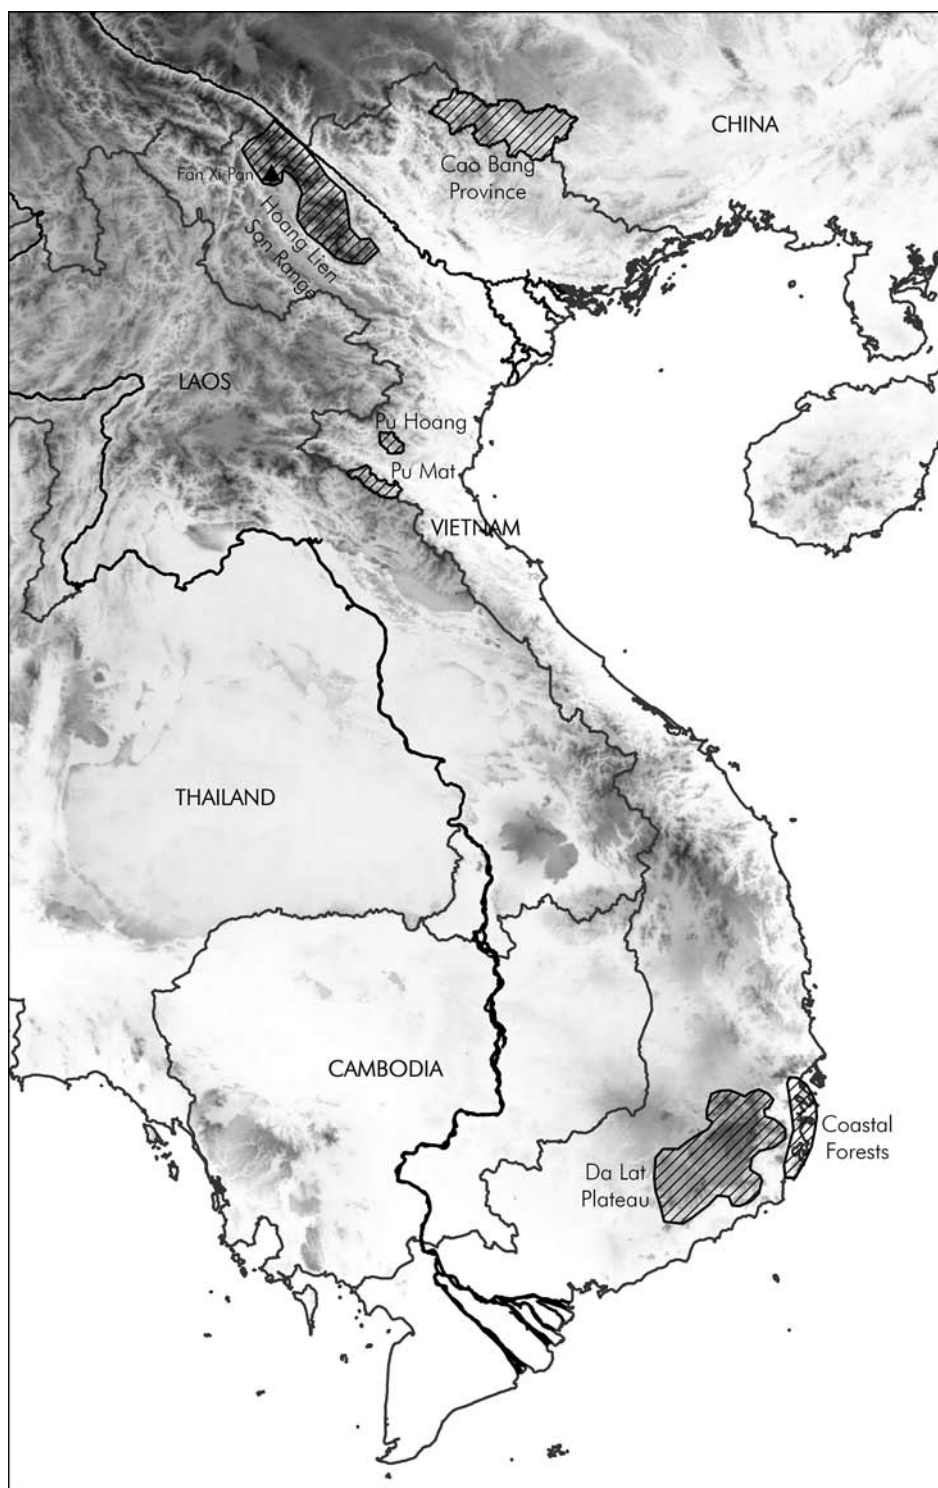 CHINA
Cao Bang
Province
Fan Xi Pan
Hoang Lien
Son Range
LAOS
Pu Hoang
Pu Mat
VIETNAM
THAILAND
CAMBODIA
Coastal
Forests
Da Lat
Plateau